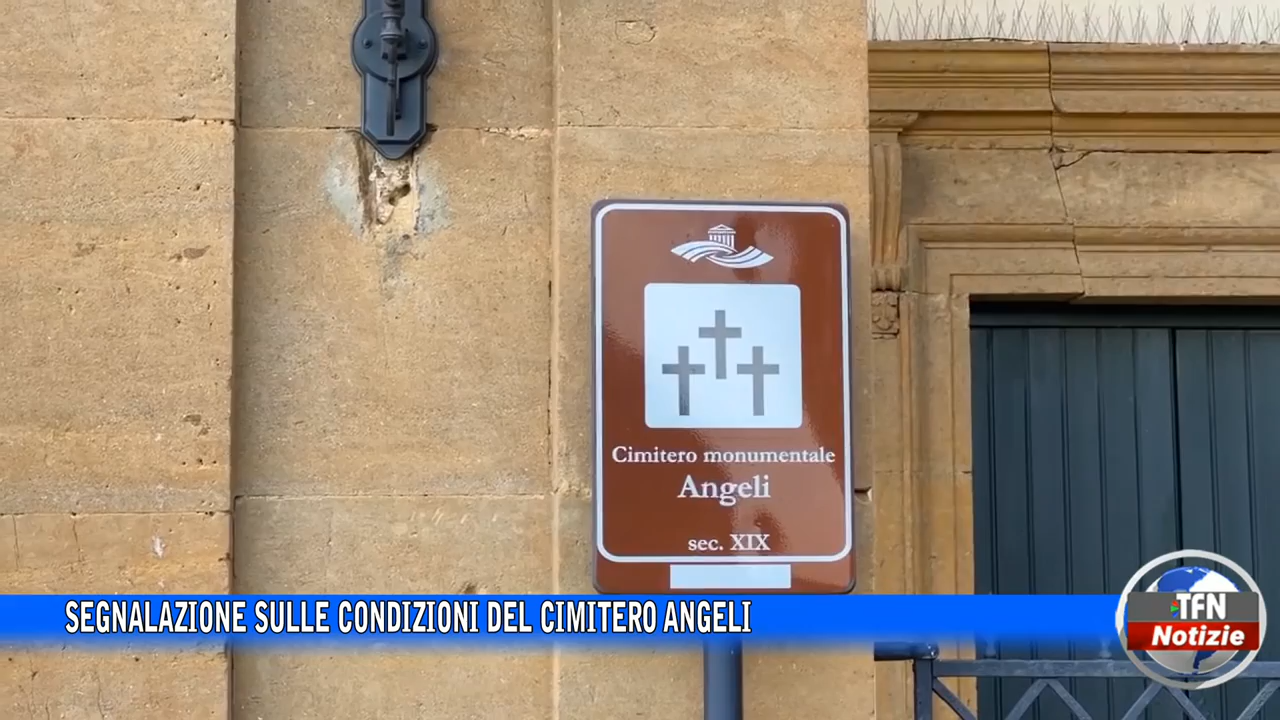 Cimitero monumentale
Angeli
sec. XIX
SEGNALAZIONE SULLE CONDIZIONI DEL CIMITERO ANGELI
TFN
Notizie